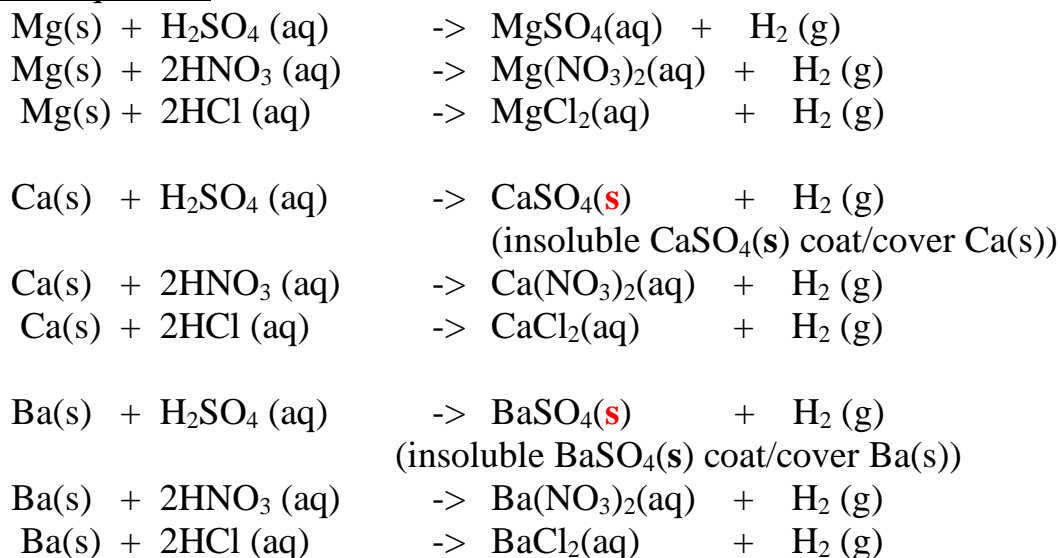 Mg(s) + H₂SO₄ (aq) -> MgSO₄(aq) + H₂ (g)
Mg(s) + 2HNO₃ (aq) -> Mg(NO₃)₂(aq) + H₂ (g)
Mg(s) + 2HCl (aq) -> MgCl₂(aq) + H₂ (g)
Ca(s) + H₂SO₄ (aq) -> CaSO₄(s) + H₂ (g)
(insoluble CaSO₄(s) coat/cover Ca(s))
Ca(s) + 2HNO₃ (aq) -> Ca(NO₃)₂(aq) + H₂ (g)
Ca(s) + 2HCl (aq) -> CaCl₂(aq) + H₂ (g)
Ba(s) + H₂SO₄ (aq) -> BaSO₄(s) + H₂ (g)
(insoluble BaSO₄(s) coat/cover Ba(s))
Ba(s) + 2HNO₃ (aq) -> Ba(NO₃)₂(aq) + H₂ (g)
Ba(s) + 2HCl (aq) -> BaCl₂(aq) + H₂ (g)